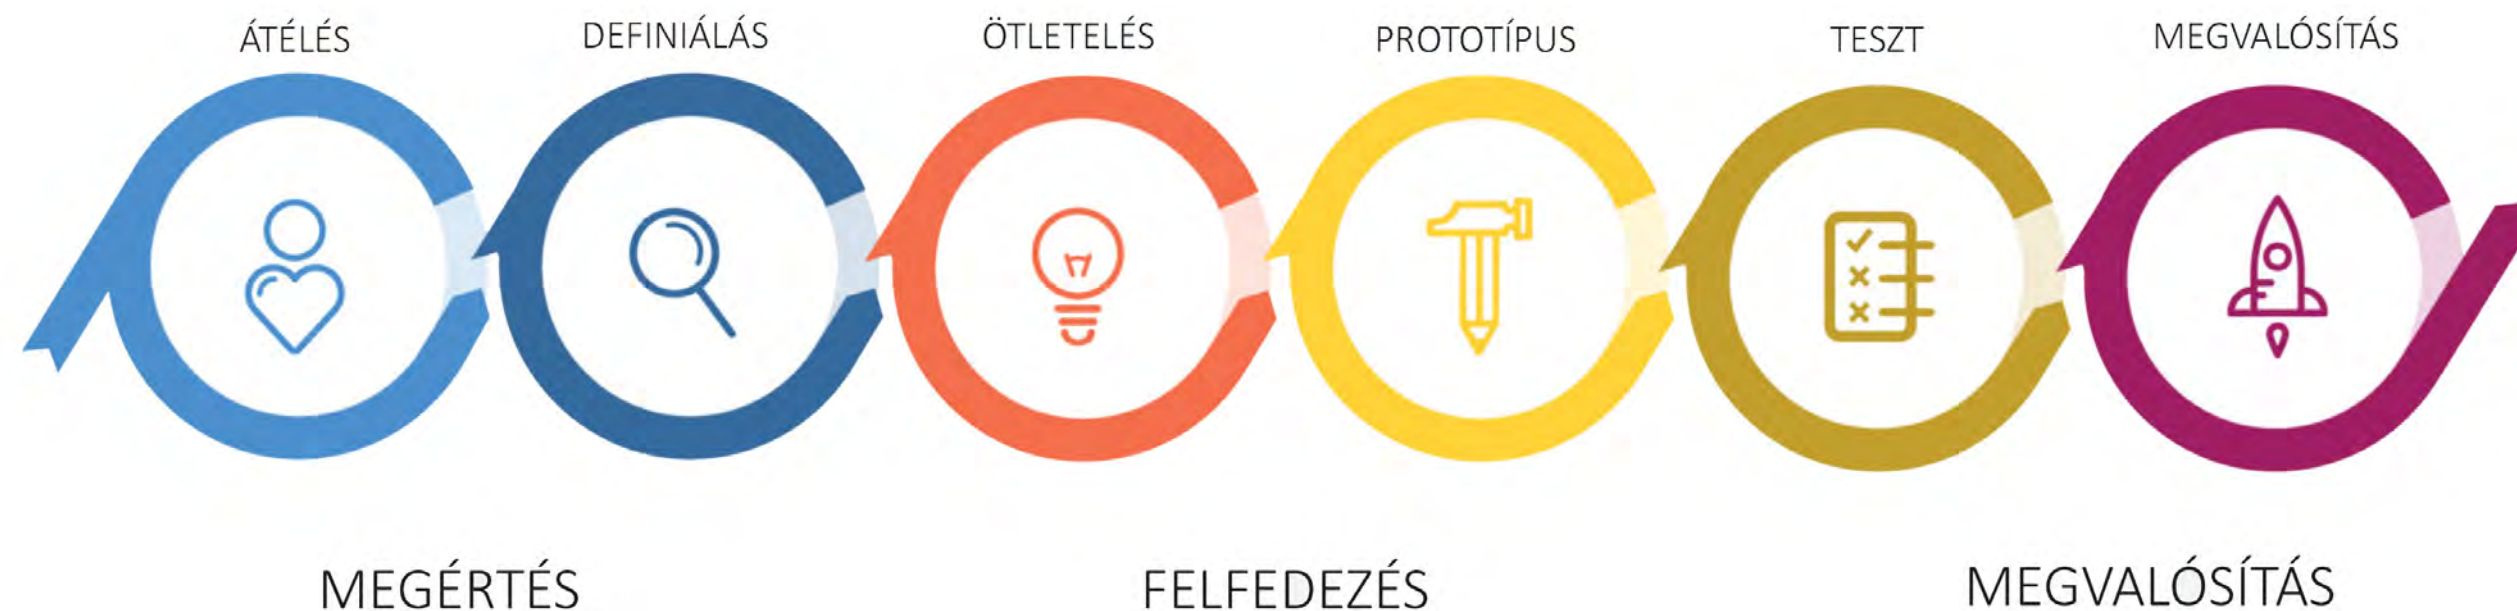 ÁTÉLÉS
DEFINIÁLÁS
ÖTLETELÉS
PROTOTÍPUS
TESZT
MEGVALÓSÍTÁS
MEGÉRTÉS
FELFEDEZÉS
MEGVALÓSÍTÁS